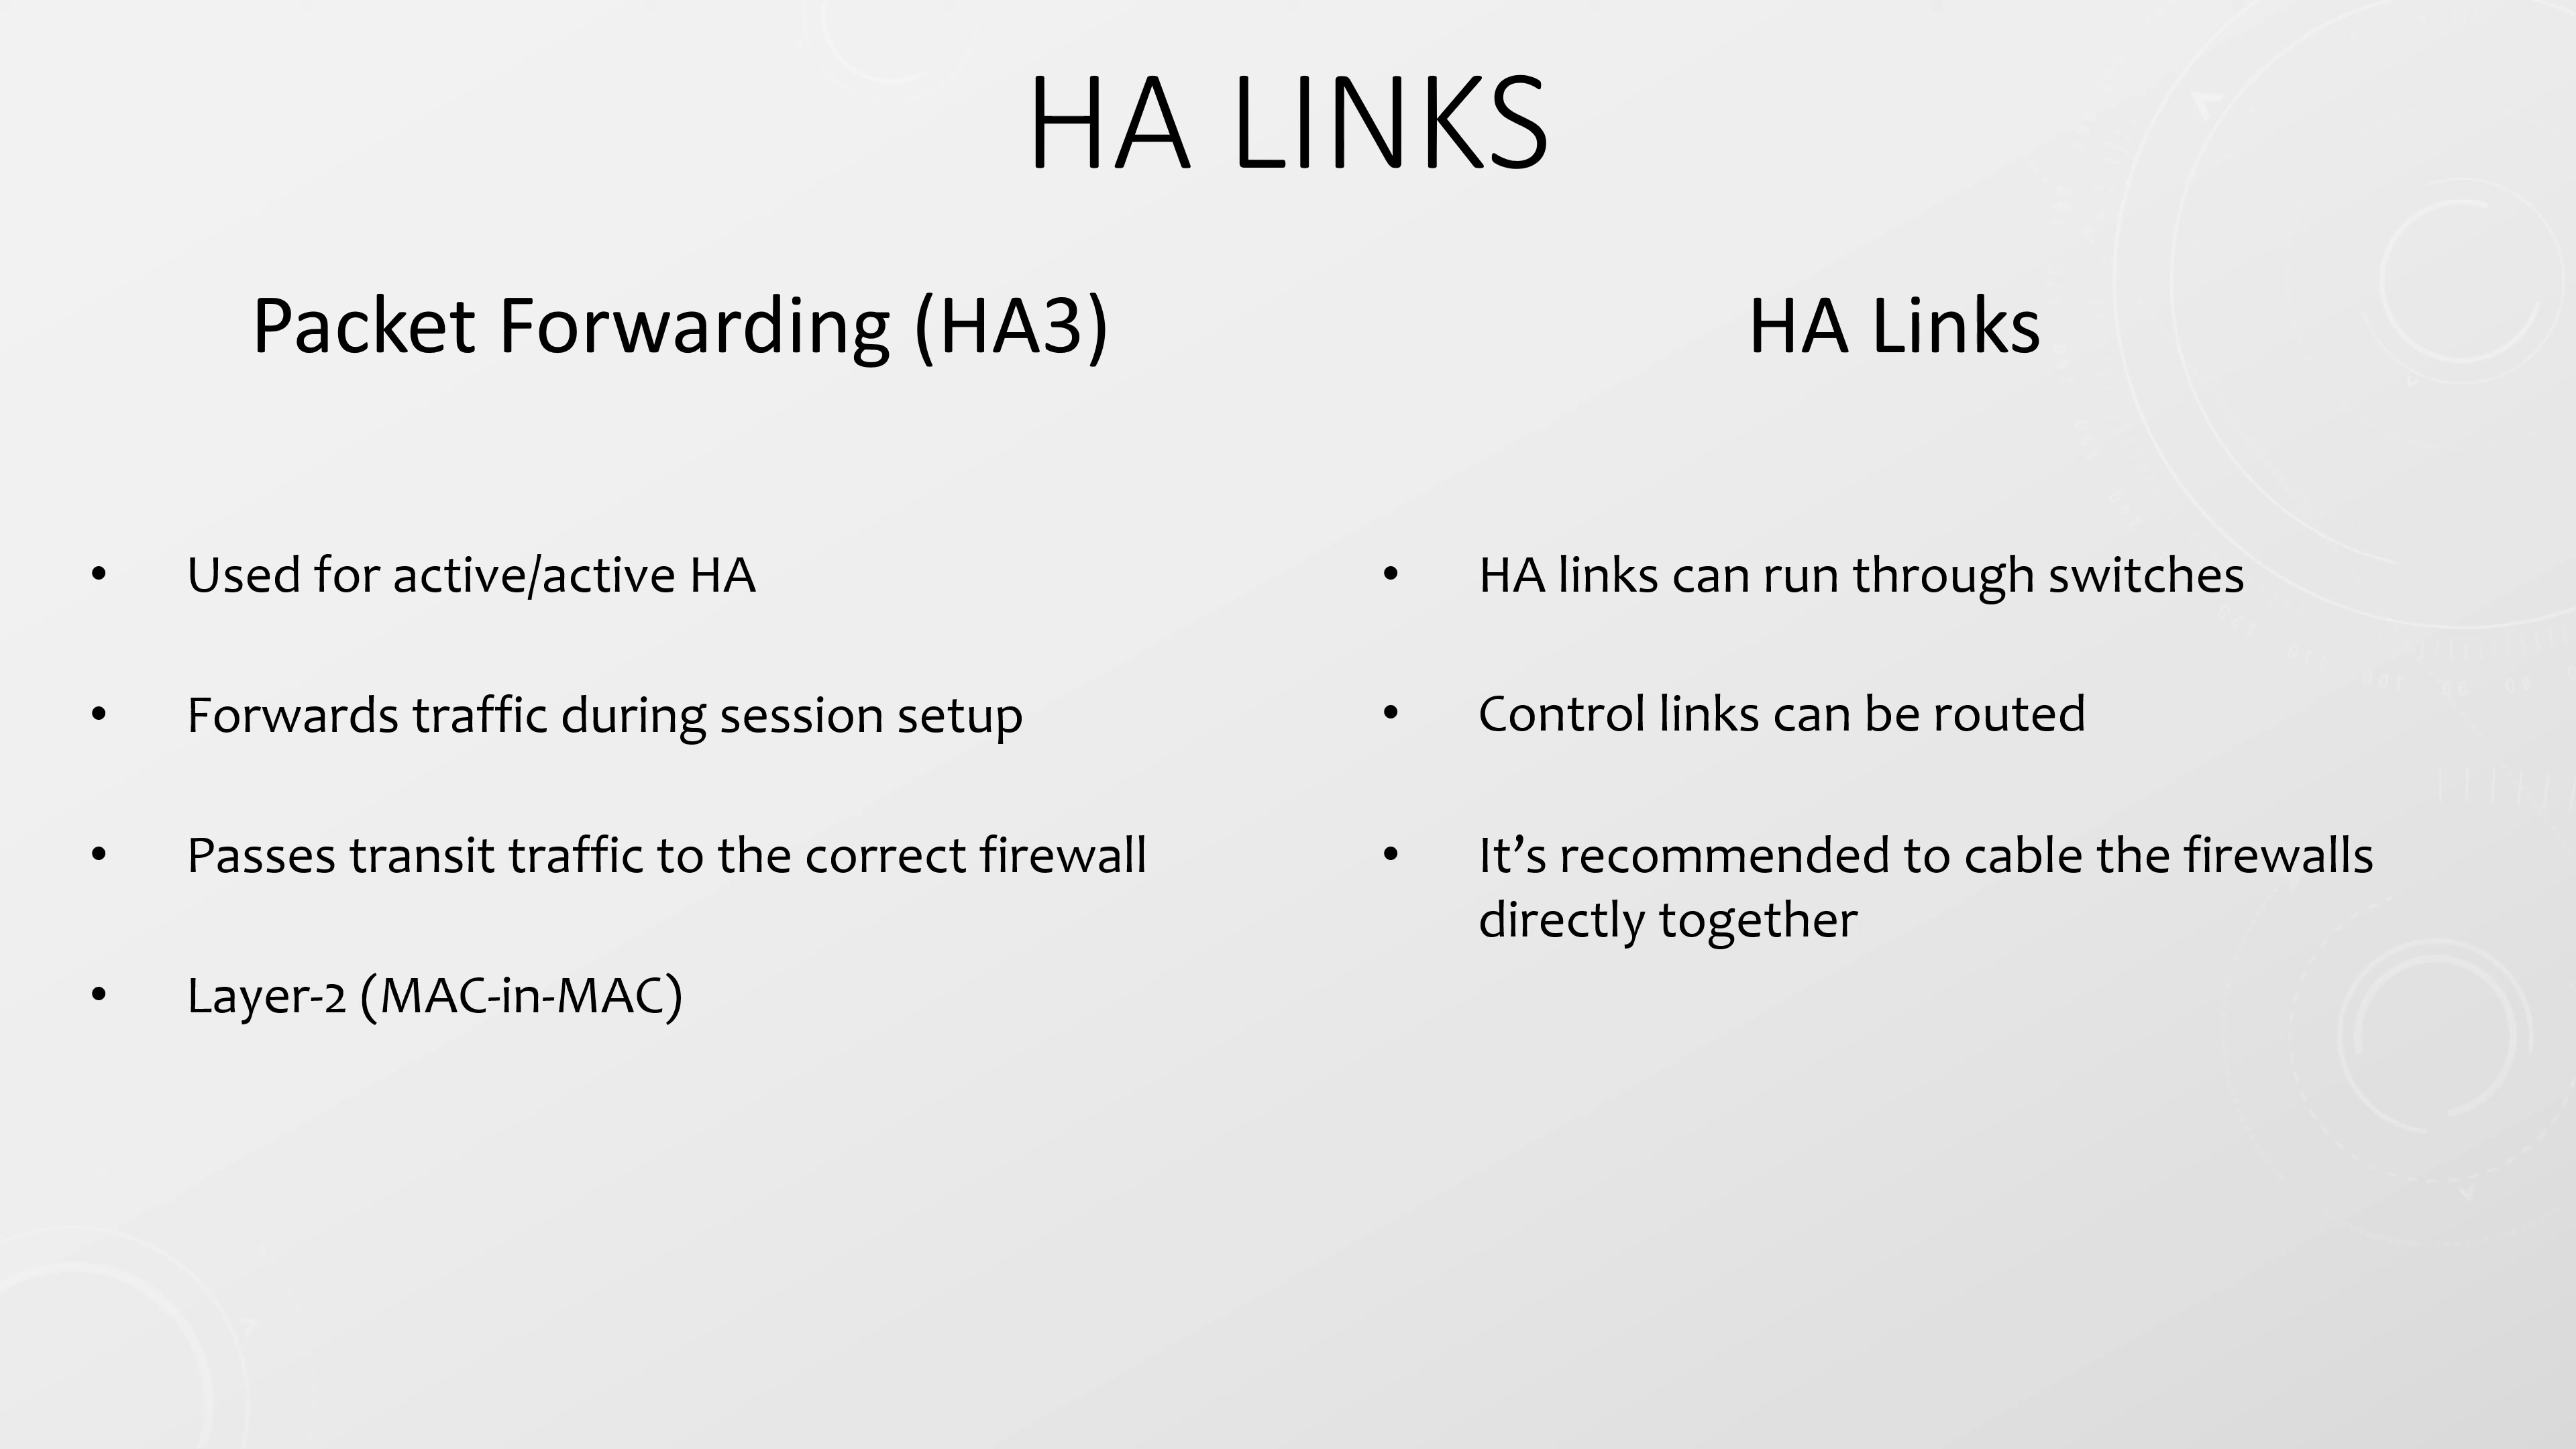 HA LINKS
Packet Forwarding (HA3)
• Used for active/active HA
• Forwards traffic during session setup
• Passes transit traffic to the correct firewall
• Layer-2 (MAC-in-MAC)
HA Links
• HA links can run through switches
• Control links can be routed
• It’s recommended to cable the firewalls
directly together